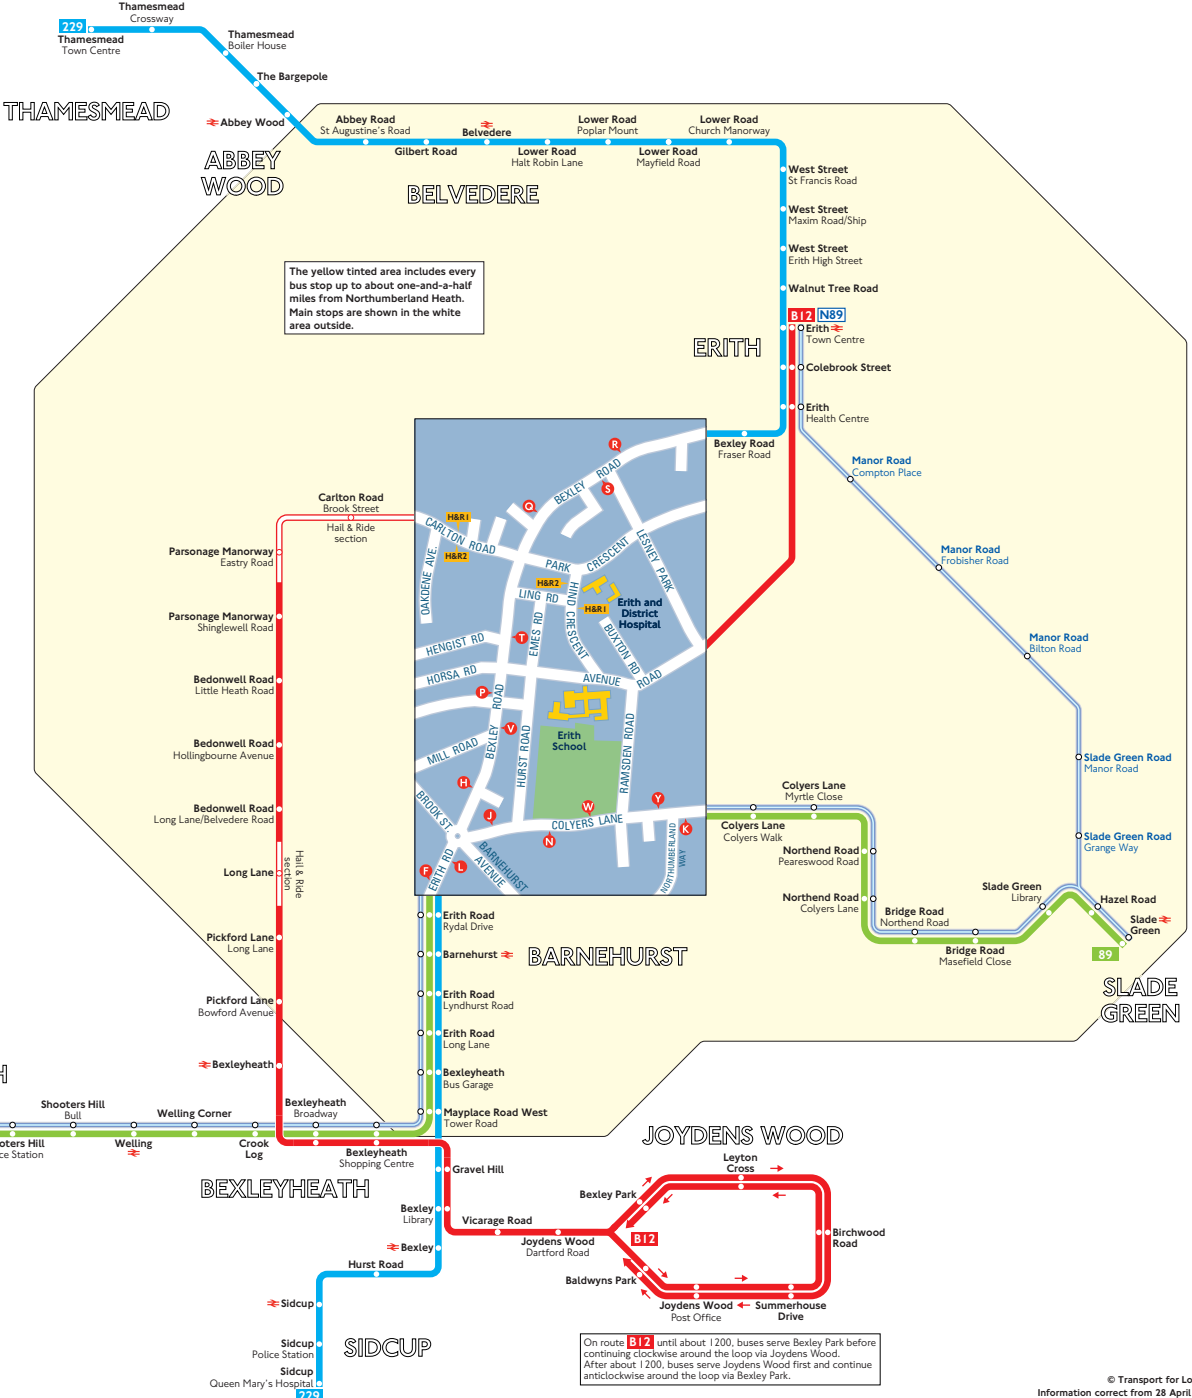 Thamesmead
Crossway
229
Thamesmead
Town Centre
Thamesmead
Boiler House
The Bargepole
THAMESMEAD
Abbey Wood
ABBEY
WOOD
Abbey Road
St Augustine's Road
Gilbert Road
Belvedere
Lower Road
Halt Robin Lane
Lower Road
Poplar Mount
Lower Road
Mayfield Road
Lower Road
Church Manorway
BELVEDERE
West Street
St Francis Road
West Street
Maxim Road/Ship
West Street
Erith High Street
Walnut Tree Road
The yellow tinted area includes every
bus stop up to about one-and-a-half
miles from Northumberland Heath.
Main stops are shown in the white
area outside.
B12 N89
Erith
Town Centre
ERITH
Colebrook Street
Erith
Health Centre
Bexley Road
Fraser Road
Manor Road
Compton Place
Manor Road
Frobisher Road
Manor Road
Bilton Road
Slade Green Road
Manor Road
Slade Green Road
Grange Way
Carlton Road
Brook Street
Hail & Ride
section
Parsonage Manorway
Eastry Road
Parsonage Manorway
Shinglewell Road
Bedonwell Road
Little Heath Road
Bedonwell Road
Hollingbourne Avenue
Bedonwell Road
Long Lane/Belvedere Road
Long Lane
Hail & Ride
section
Pickford Lane
Long Lane
Pickford Lane
Bowford Avenue
Bexleyheath
R
S
Q
BEXLEY ROAD
H&R1
CARLTON ROAD
H&R2
OAKDENE AVE.
PARK CRESCENT
LESNEY PARK
H&R2
LING RD
HIND CRESCENT
H&R1
Erith and
District
Hospital
T
EMES RD
BUXTON RD
HENGIST RD
HORSA RD
AVENUE
ROAD
P
V
BEXLEY ROAD
Erith
School
MILL ROAD
HURST ROAD
RAMSDEN ROAD
H
BROOK ST.
J
W
Y
COLYERS LANE
N
K
NORTHUMBERLAND
WAY
F
L
ERITH RD
BARNEHURST
AVENUE
Colyers Lane
Myrtle Close
Colyers Lane
Colyers Walk
Northend Road
Peareswood Road
Northend Road
Colyers Lane
Bridge Road
Northend Road
Bridge Road
Masefield Close
Slade Green
Library
Hazel Road
Slade
Green
89
SLADE
GREEN
Erith Road
Rydal Drive
Barnehurst
BARNEHURST
Erith Road
Lyndhurst Road
Erith Road
Long Lane
Bexleyheath
Bus Garage
Mayplace Road West
Tower Road
H
Shooters Hill
Bull
oters Hill
ce Station
Welling
Welling Corner
Crook
Log
Bexleyheath
Broadway
Bexleyheath
Shopping Centre
BEXLEYHEATH
Gravel Hill
Bexley
Library
Bexley
Vicarage Road
Joydens Wood
Dartford Road
JOYDENS WOOD
Leyton
Cross
Bexley Park
B12
Birchwood
Road
Baldwyns Park
Joydens Wood
Post Office
Summerhouse
Drive
Hurst Road
Sidcup
Sidcup
Police Station
SIDCUP
Sidcup
Queen Mary's Hospital
229
On route B12 until about 1200, buses serve Bexley Park before
continuing clockwise around the loop via Joydens Wood.
After about 1200, buses serve Joydens Wood first and continue
anticlockwise around the loop via Bexley Park.
© Transport for Lo
Information correct from 28 April